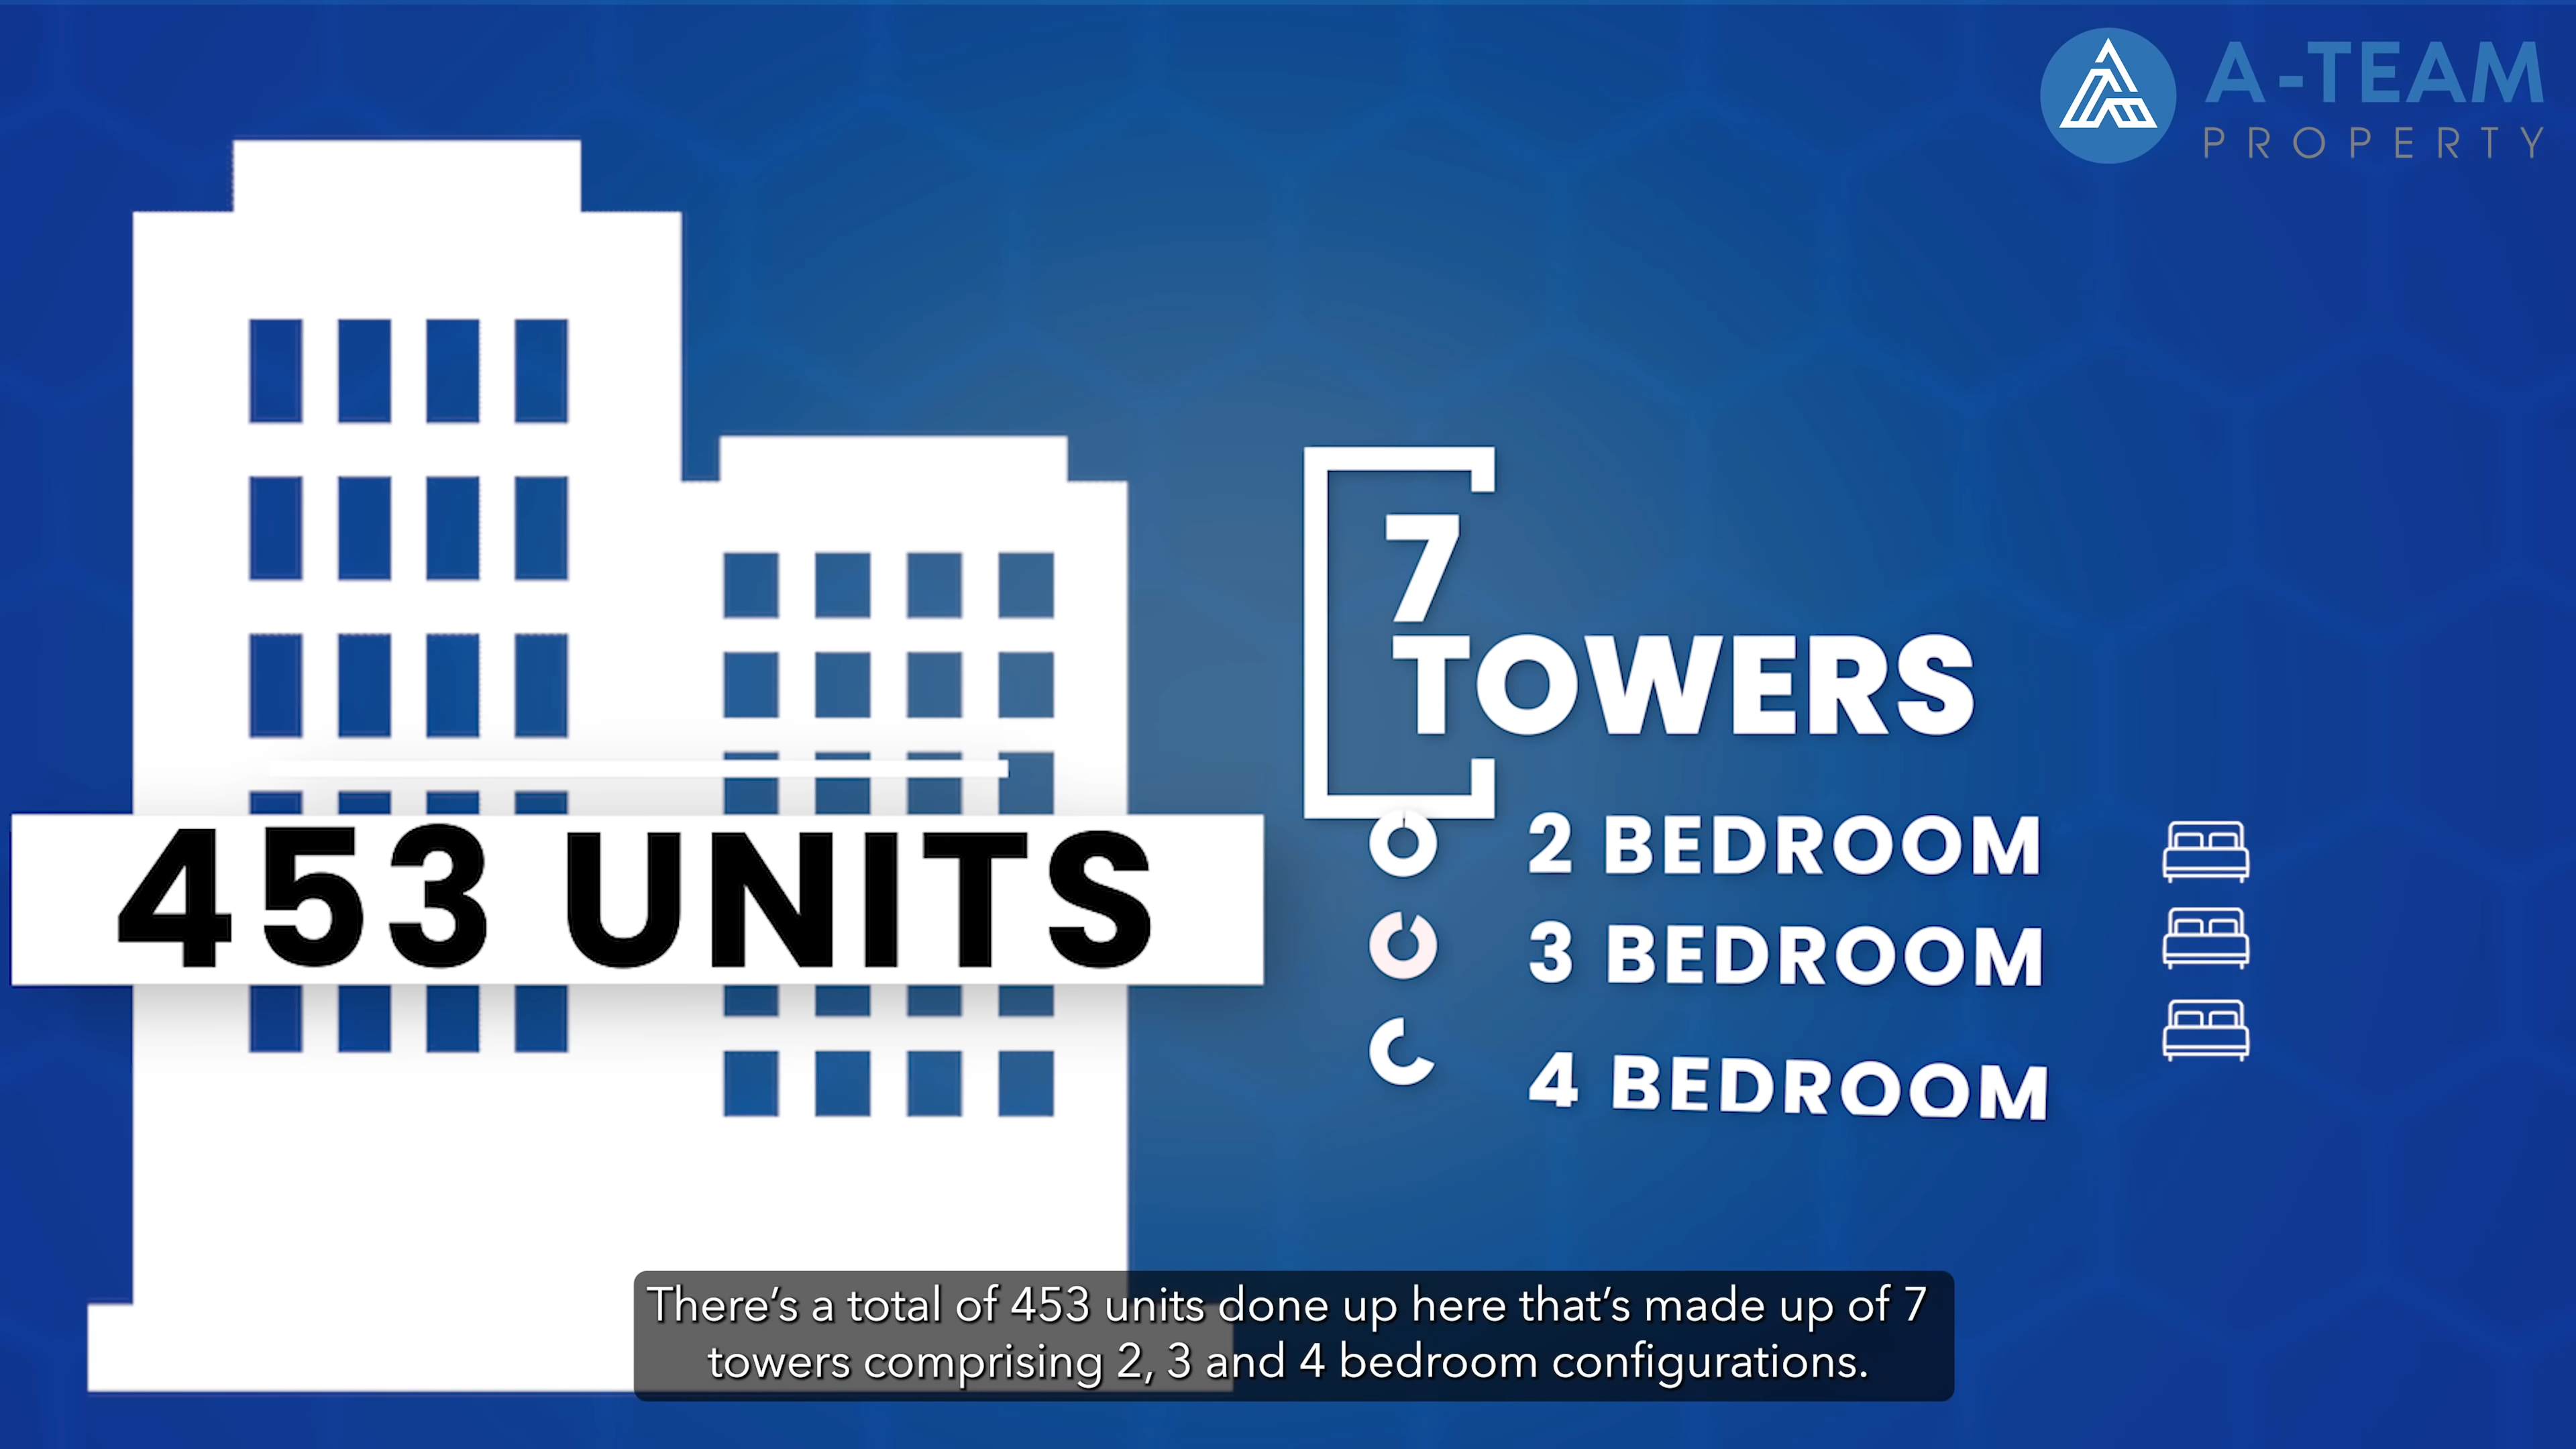 A-TEAM
PROPERTY
7
TOWERS
453 UNITS
2 BEDROOM
3 BEDROOM
4 BEDROOM
There's a total of 453 units done up here that's made up of 7
towers comprising 2, 3 and 4 bedroom configurations.